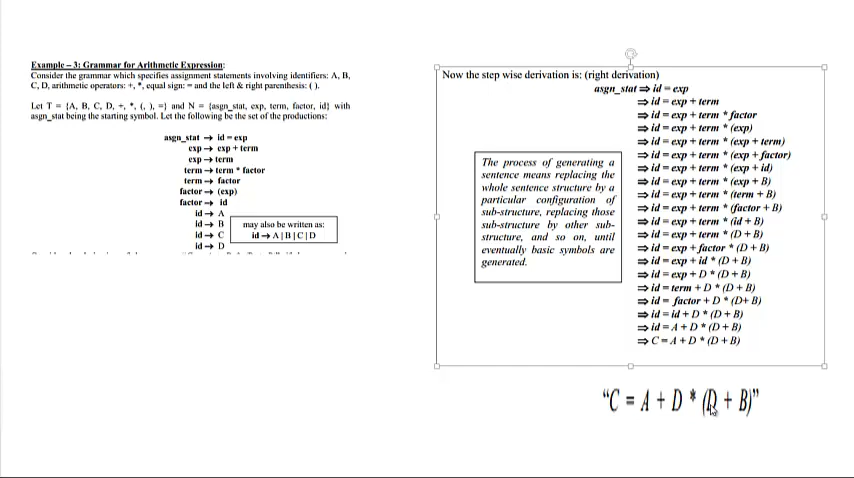 Example – 3: Grammar for Arithmetic Expression:
Consider the grammar which specifies assignment statements involving identifiers: A, B,
C, D, arithmetic operators: +, *, equal sign: = and the left & right parenthesis: ( ).
Let T = {A, B, C, D, +, *, (, ), =} and N = {asgn_stat, exp, term, factor, id} with
asgn_stat being the starting symbol. Let the following be the set of the productions:
asgn_stat → id = exp
exp → exp + term
exp → term
term → term * factor
term → factor
factor → (exp)
factor → id
id → A
id → B
id → C
id → D
may also be written as:
id → A | B | C | D
Now the step wise derivation is: (right derivation)
asgn_stat ⇒ id = exp
⇒ id = exp + term
⇒ id = exp + term * factor
⇒ id = exp + term * (exp)
⇒ id = exp + term * (exp + term)
⇒ id = exp + term * (exp + factor)
⇒ id = exp + term * (exp + id)
⇒ id = exp + term * (exp + B)
⇒ id = exp + term * (term + B)
⇒ id = exp + term * (factor + B)
⇒ id = exp + term * (id + B)
⇒ id = exp + term * (D + B)
⇒ id = exp + factor * (D + B)
⇒ id = exp + id * (D + B)
⇒ id = exp + D * (D + B)
⇒ id = term + D * (D + B)
⇒ id = factor + D * (D+ B)
⇒ id = id + D * (D + B)
⇒ id = A + D * (D + B)
⇒ C = A + D * (D + B)
The process of generating a
sentence means replacing the
whole sentence structure by a
particular configuration of
sub-structure, replacing those
sub-structure by other sub-
structure, and so on, until
eventually basic symbols are
generated.
“C = A + D * (D + B)”